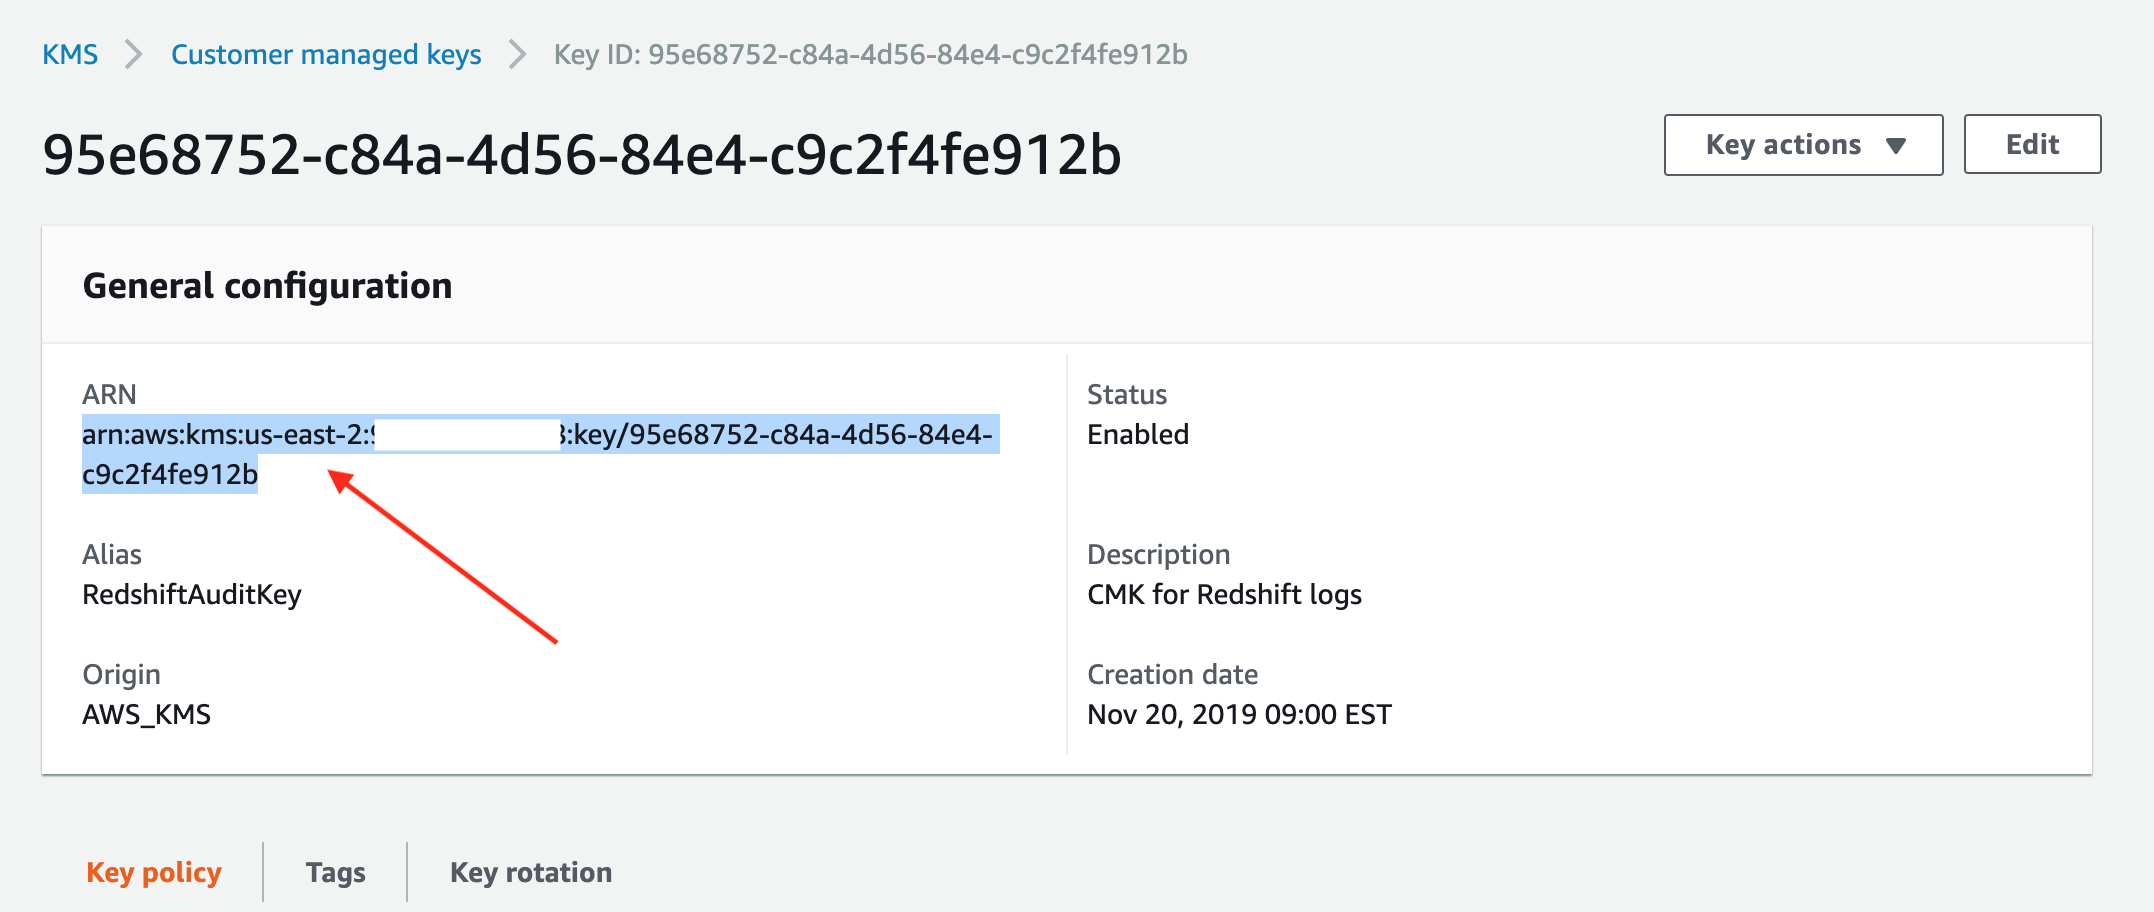 KMS > Customer managed keys > Key ID: 95e68752-c84a-4d56-84e4-c9c2f4fe912b
95e68752-c84a-4d56-84e4-c9c2f4fe912b
Key actions
Edit
General configuration
ARN
arn:aws:kms:us-east-2: :key/95e68752-c84a-4d56-84e4-
c9c2f4fe912b
Status
Enabled
Alias
RedshiftAuditKey
Description
CMK for Redshift logs
Origin
AWS_KMS
Creation date
Nov 20, 2019 09:00 EST
Key policy
Tags
Key rotation